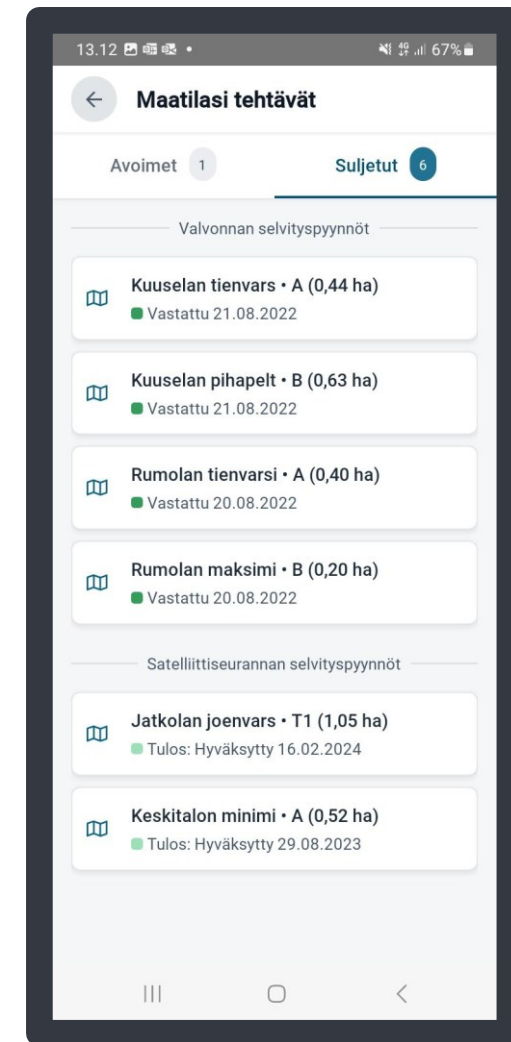 13.12 67%
Maatilasi tehtävät
Avoimet 1 Suljetut 6
Valvonnan selvityspyynnöt
Kuuselan tienvars • A (0,44 ha)
Vastattu 21.08.2022
Kuuselan pihapelt • B (0,63 ha)
Vastattu 21.08.2022
Rumolan tienvarsi • A (0,40 ha)
Vastattu 20.08.2022
Rumolan maksimi • B (0,20 ha)
Vastattu 20.08.2022
Satelliittiseurannan selvityspyynnöt
Jatkolan joenvars • T1 (1,05 ha)
Tulos: Hyväksytty 16.02.2024
Keskitalon minimi • A (0,52 ha)
Tulos: Hyväksytty 29.08.2023